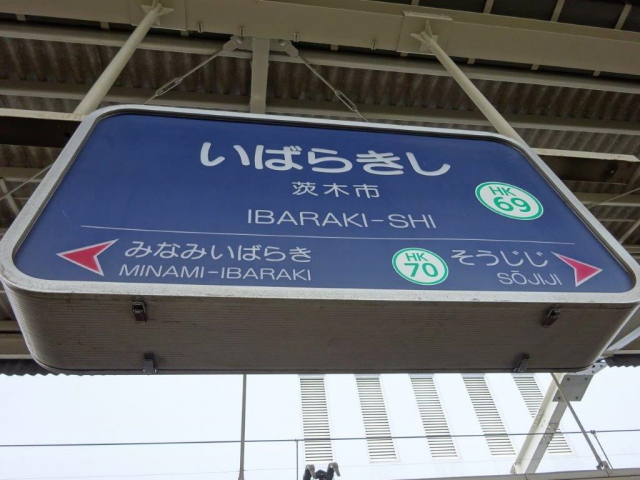 いばらきし
茨木市
IBARAKI-SHI
HK
69
みなみいばらき
MINAMI-IBARAKI
HK
70
そうじじ
SŌJIJI